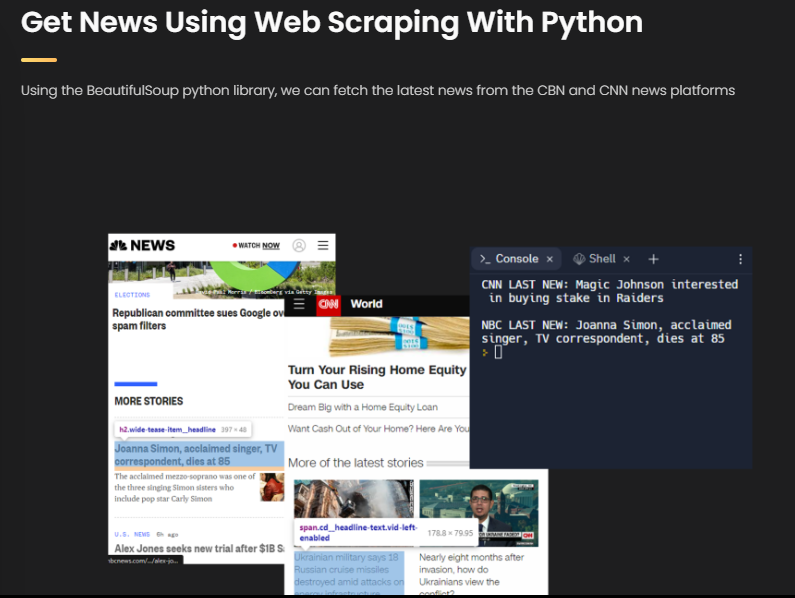 Get News Using Web Scraping With Python
Using the BeautifulSoup python library, we can fetch the latest news from the CBN and CNN news platforms
NEWS
WATCH NOW
/ Bloomberg via Getty Images
ELECTIONS
Republican committee sues Google ov
spam filters
MORE STORIES
h2.wide-tease-item__headline 397 × 48
Joanna Simon, acclaimed singer, TV
correspondent, dies at 85
The acclaimed mezzo-soprano was one of
the three singing Simon sisters who
include pop star Carly Simon
U.S. NEWS 5h ago
Alex Jones seeks new trial after $1B S
nbcnews.com/.../alex-jo...
CNN World
Turn Your Rising Home Equity
You Can Use
Dream Big with a Home Equity Loan
Want Cash Out of Your Home? Here Are You
More of the latest stories
span.cd__headline-text.vid-left-
enabled 178.8 × 79.95
Ukrainian military says 18
Russian cruise missiles
destroyed amid attacks on
energy infrastructure
Nearly eight months after
invasion, how do
Ukrainians view the
conflict?
>_ Console × Shell × +
CNN LAST NEW: Magic Johnson interested
in buying stake in Raiders
NBC LAST NEW: Joanna Simon, acclaimed
singer, TV correspondent, dies at 85